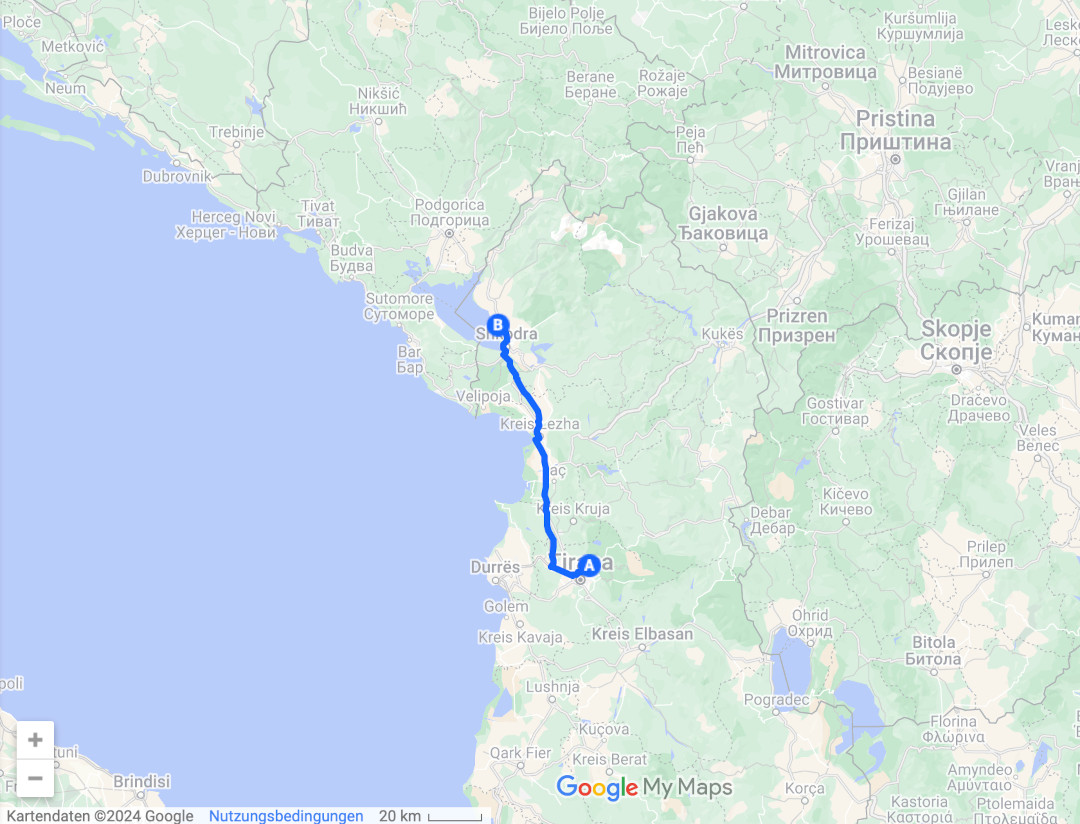 Ploče
Metković
Neum
Trebinje
Dubrovnik
Herceg Novi
Херцег - Нови
Tivat
Тиват
Budva
Будва
Nikšić
Никшић
Bijelo Polje
Бијело Поље
Berane
Беране
Rožaje
Рожаје
Mitrovica
Митровица
Kuršumlija
Куршумлија
Besianë
Подујево
Pristina
Приштина
Peja
Пећ
Podgorica
Подгорица
Gjakova
Ђаковица
Gjilan
Гњилане
Ferizaj
Урошевац
Sutomore
Сутоморе
Bar
Бар
B
Shkodra
Velipoja
Kukës
Prizren
Призрен
Skopje
Скопје
Gostivar
Гостивар
Dračevo
Драчево
Veles
Велес
Kreis Lezha
Kreis Kruja
Kičevo
Кичево
Debar
Дебар
Prilep
Прилеп
Durrës
A
Golem
Kreis Kavaja
Kreis Elbasan
Ohrid
Охрид
Bitola
Битола
Lushnja
Pogradec
Kuçova
Qark Fier
Kreis Berat
Korça
Florina
Φλώρινα
Amyndeo
Αμύνταιο
Kastoria
Καστοριά
Ptolemaida
Brindisi
+
−
Google My Maps
Kartendaten ©2024 Google Nutzungsbedingungen 20 km